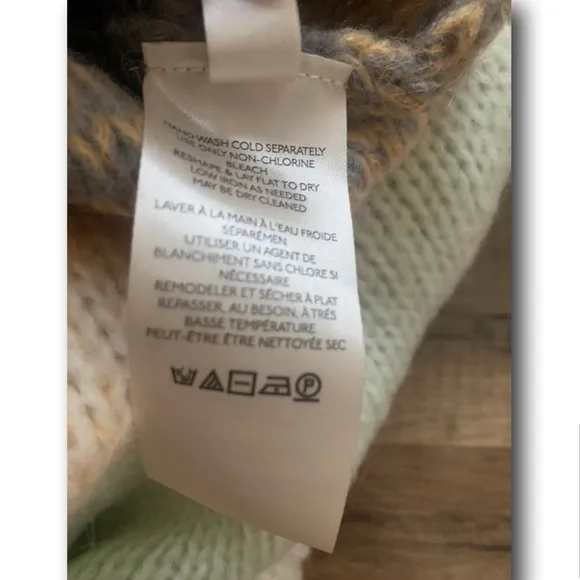 HAND WASH COLD SEPARATELY
USE ONLY NON-CHLORINE
BLEACH
RESHAPE & LAY FLAT TO DRY
LOW IRON AS NEEDED
MAY BE DRY CLEANED
LAVER À LA MAIN À L'EAU FROIDE
SÉPARÉMEN
UTILISER UN AGENT DE
BLANCHIMENT SANS CHLORE SI
NÉCESSAIRE
REMODELER ET SÉCHER À PLAT
REPASSER, AU BESOIN, À TRÉS
BASSE TEMPÉRATURE
PEUT-ÊTRE ÊTRE NETTOYÉE SEC
P